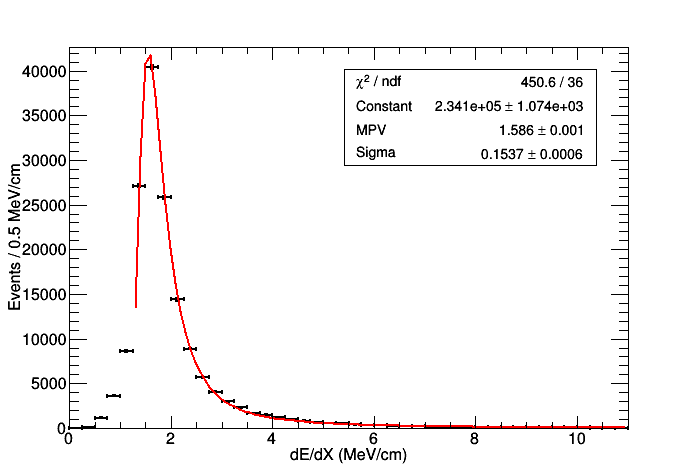 Events / 0.5 MeV/cm
40000
35000
30000
25000
20000
15000
10000
5000
0
χ² / ndf 450.6 / 36
Constant 2.341e+05 ± 1.074e+03
MPV 1.586 ± 0.001
Sigma 0.1537 ± 0.0006
0 2 4 6 8 10
dE/dX (MeV/cm)